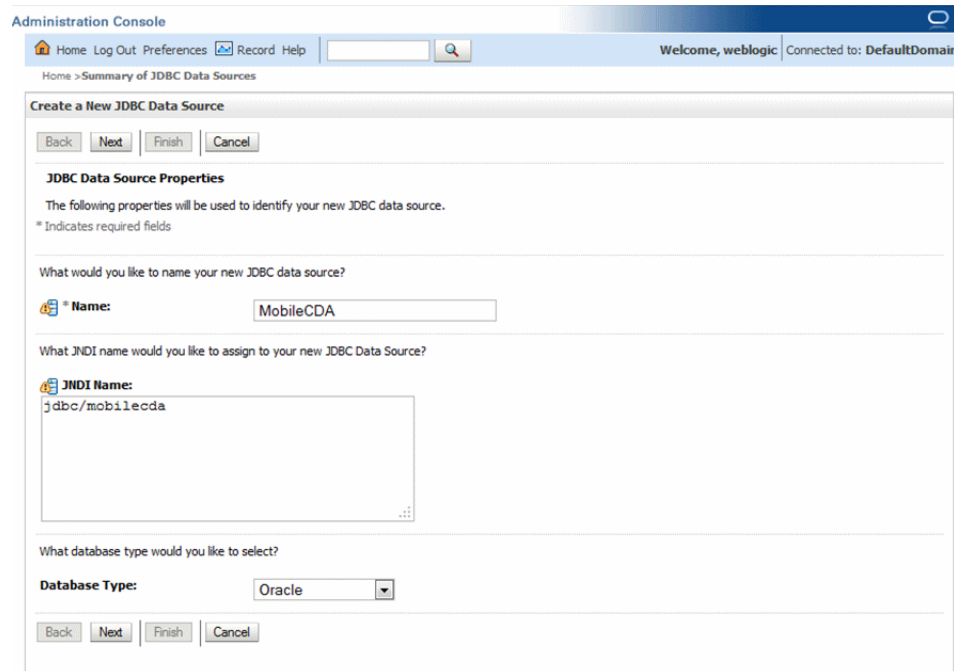 Administration Console
Home Log Out Preferences Record Help
Welcome, weblogic Connected to: DefaultDomain
Home >Summary of JDBC Data Sources
Create a New JDBC Data Source
Back Next Finish Cancel
JDBC Data Source Properties
The following properties will be used to identify your new JDBC data source.
* Indicates required fields
What would you like to name your new JDBC data source?
* Name: MobileCDA
What JNDI name would you like to assign to your new JDBC Data Source?
JNDI Name:
jdbc/mobilecda
What database type would you like to select?
Database Type: Oracle
Back Next Finish Cancel